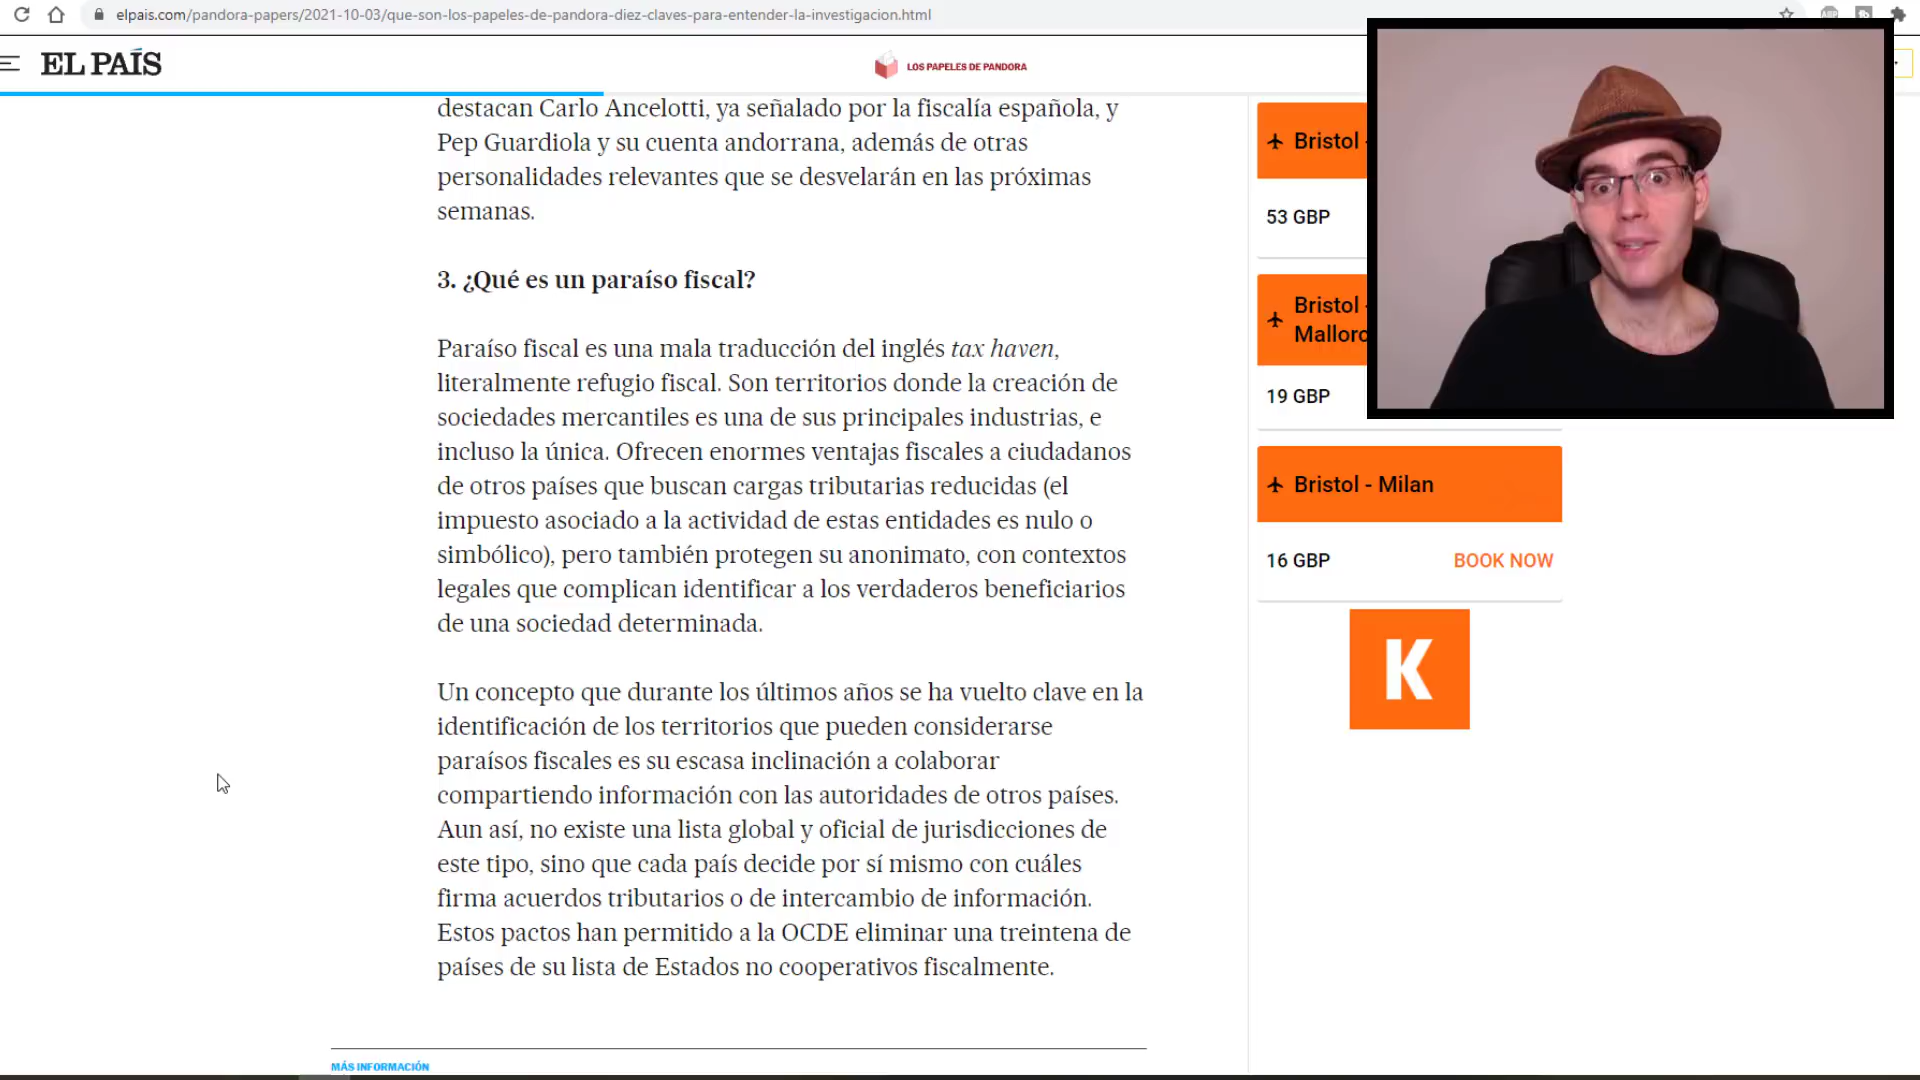 elpais.com/pandora-papers/2021-10-03/que-son-los-papeles-de-pandora-diez-claves-para-entender-la-investigacion.html
EL PAÍS
LOS PAPELES DE PANDORA
destacan Carlo Ancelotti, ya señalado por la fiscalía española, y
Pep Guardiola y su cuenta andorrana, además de otras
personalidades relevantes que se desvelarán en las próximas
semanas.
3. ¿Qué es un paraíso fiscal?
Paraíso fiscal es una mala traducción del inglés tax haven,
literalmente refugio fiscal. Son territorios donde la creación de
sociedades mercantiles es una de sus principales industrias, e
incluso la única. Ofrecen enormes ventajas fiscales a ciudadanos
de otros países que buscan cargas tributarias reducidas (el
impuesto asociado a la actividad de estas entidades es nulo o
simbólico), pero también protegen su anonimato, con contextos
legales que complican identificar a los verdaderos beneficiarios
de una sociedad determinada.
Un concepto que durante los últimos años se ha vuelto clave en la
identificación de los territorios que pueden considerarse
paraísos fiscales es su escasa inclinación a colaborar
compartiendo información con las autoridades de otros países.
Aun así, no existe una lista global y oficial de jurisdicciones de
este tipo, sino que cada país decide por sí mismo con cuáles
firma acuerdos tributarios o de intercambio de información.
Estos pactos han permitido a la OCDE eliminar una treintena de
países de su lista de Estados no cooperativos fiscalmente.
MÁS INFORMACIÓN
Bristol -
53 GBP
Bristol -
Mallorc
19 GBP
Bristol - Milan
16 GBP
BOOK NOW
K